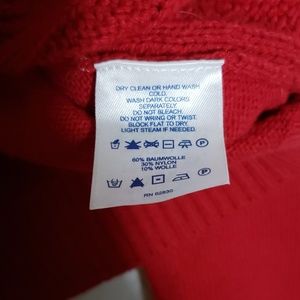 DRY CLEAN OR HAND WASH
COLD.
WASH DARK COLORS
SEPARATELY.
DO NOT BLEACH.
DO NOT WRING OR TWIST.
BLOCK FLAT TO DRY.
LIGHT STEAM IF NEEDED.
P
60% BAUMWOLLE
30% NYLON
10% WOLLE
P
RN 62830